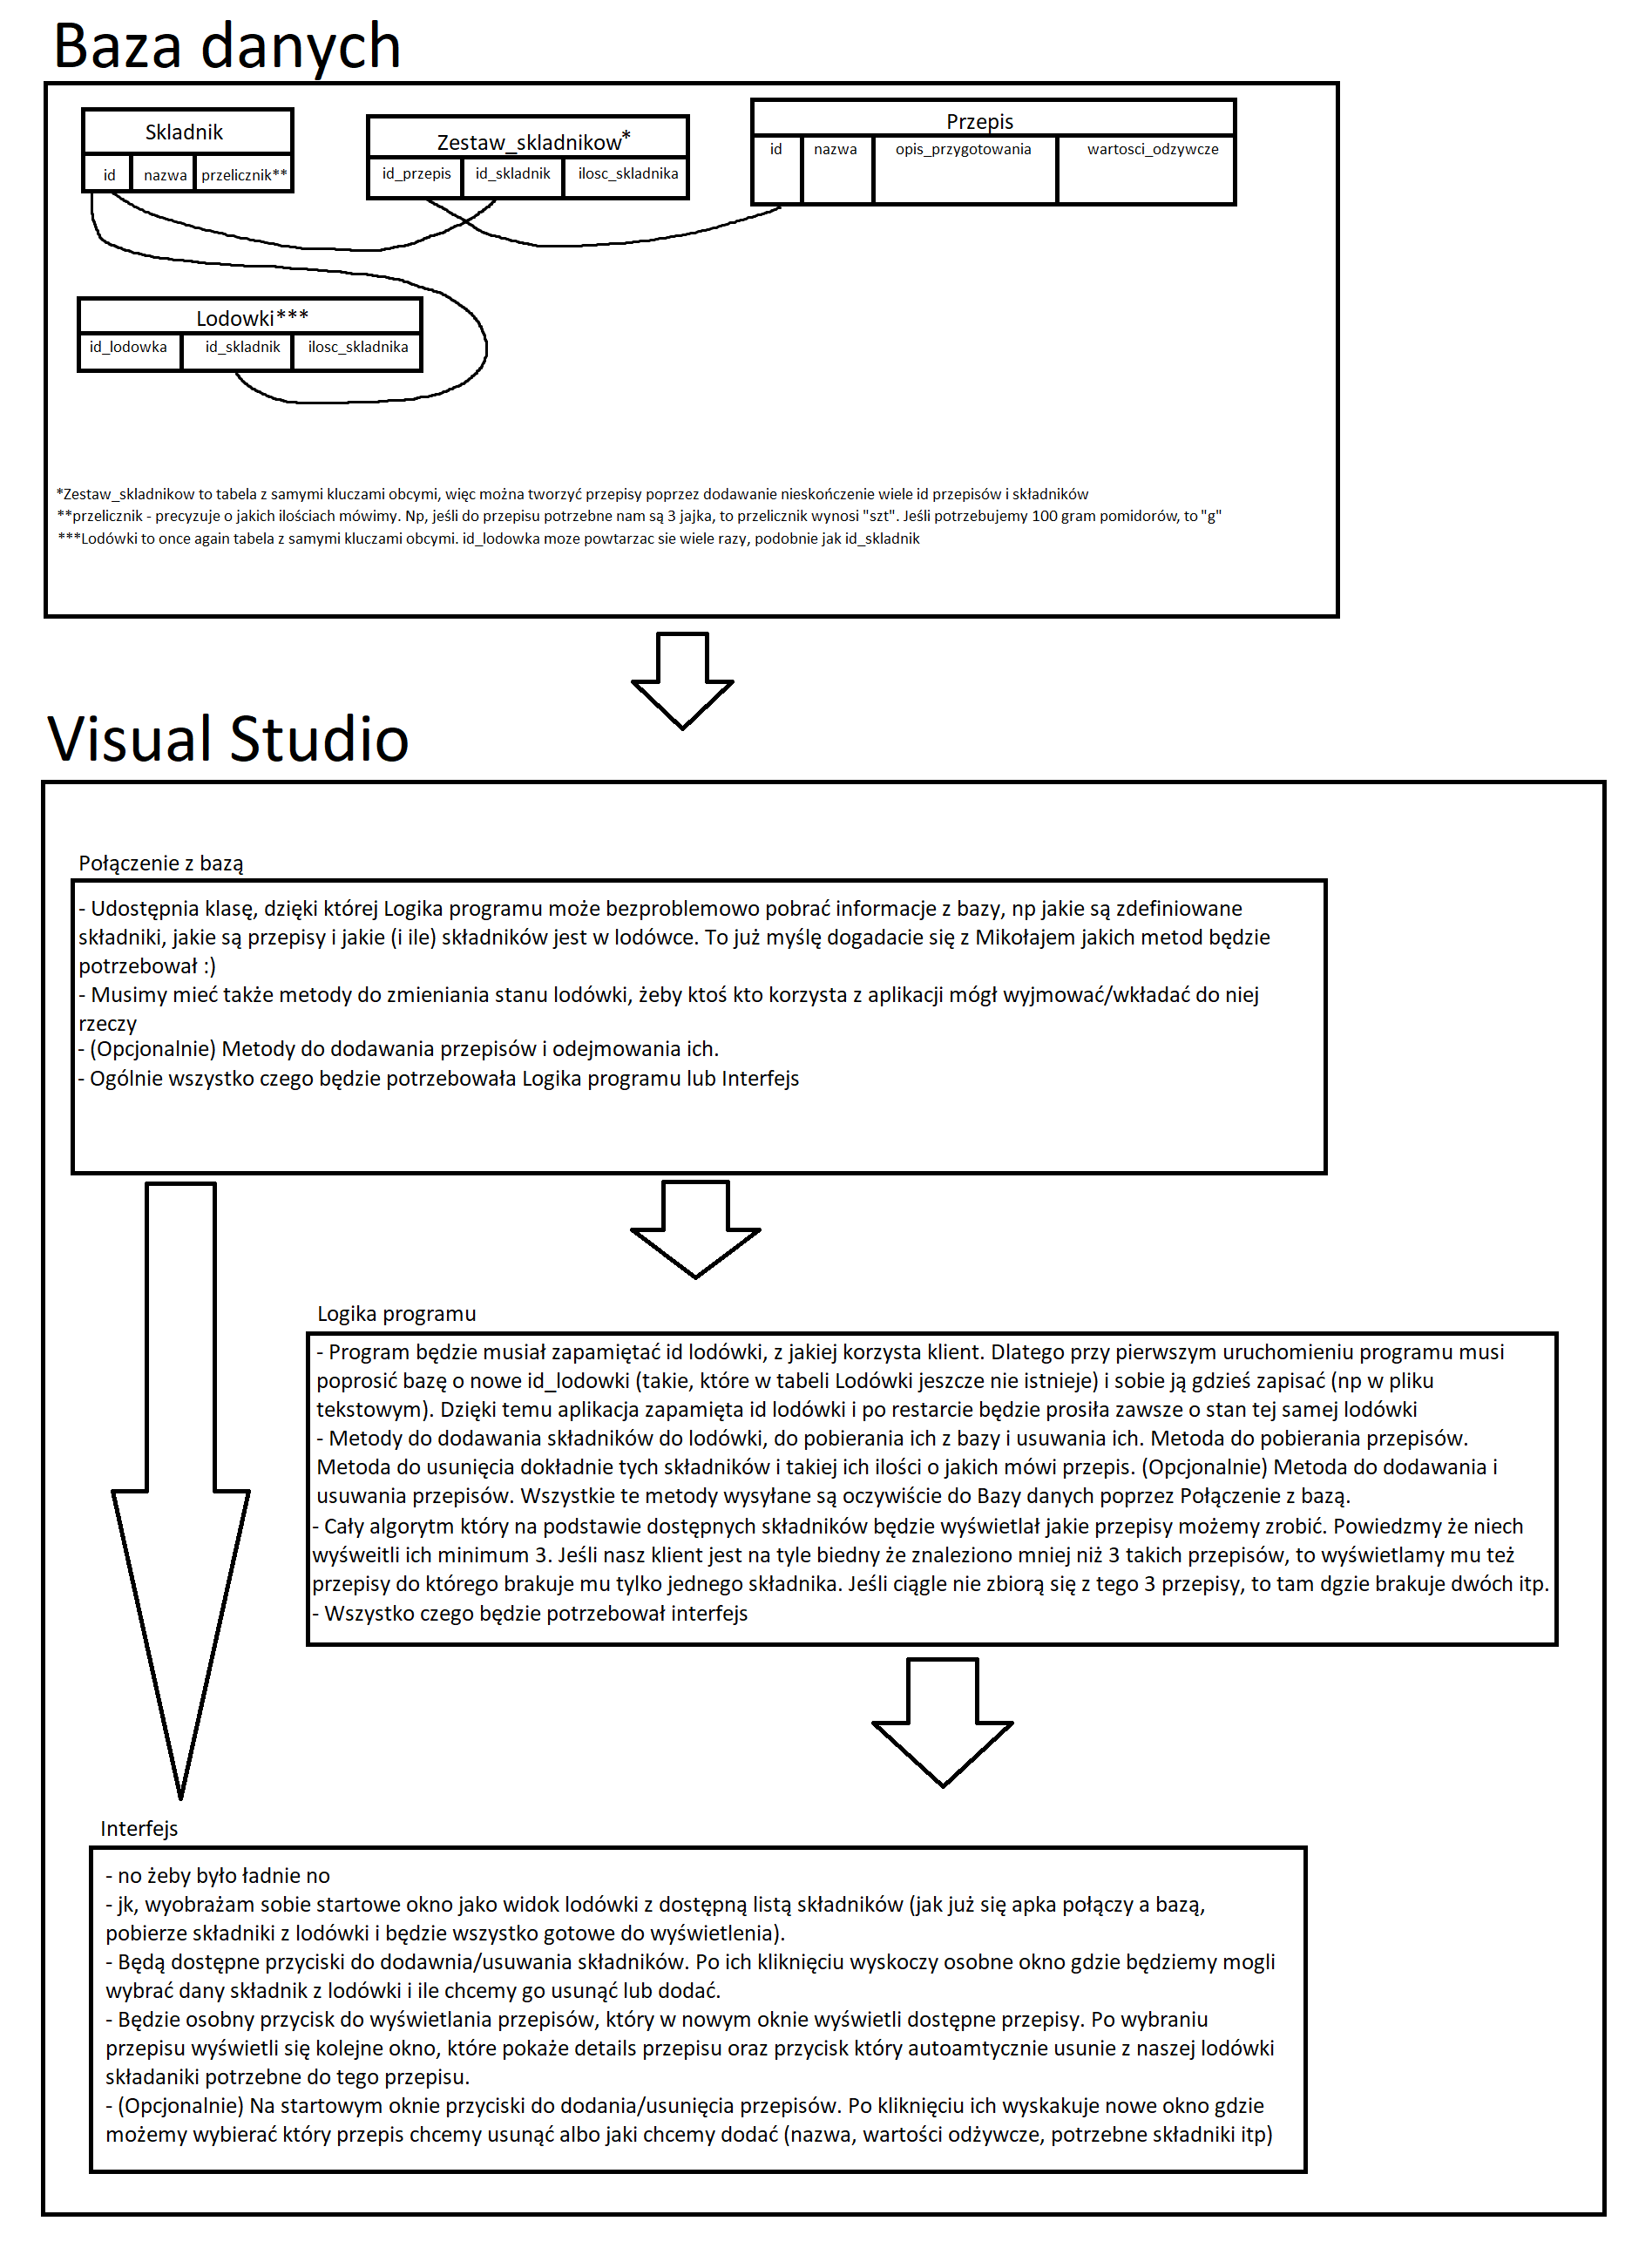 Baza danych
Skladnik
id nazwa przelicznik**
Zestaw_skladnikow*
id_przepis id_skladnik ilosc_skladnika
Przepis
id nazwa opis_przygotowania wartosci_odzywcze
Lodowki***
id_lodowka id_skladnik ilosc_skladnika
*Zestaw_skladnikow to tabela z samymi kluczami obcymi, więc można tworzyć przepisy poprzez dodawanie nieskończenie wiele id przepisów i składników
**przelicznik - precyzuje o jakich ilościach mówimy. Np, jeśli do przepisu potrzebne nam są 3 jajka, to przelicznik wynosi "szt". Jeśli potrzebujemy 100 gram pomidorów, to "g"
***Lodówki to once again tabela z samymi kluczami obcymi. id_lodowka moze powtarzac sie wiele razy, podobnie jak id_skladnik
Visual Studio
Połączenie z bazą
- Udostępnia klasę, dzięki której Logika programu może bezproblemowo pobrać informacje z bazy, np jakie są zdefiniowane
składniki, jakie są przepisy i jakie (i ile) składników jest w lodówce. To już myślę dogadacie się z Mikołajem jakich metod będzie
potrzebował :)
- Musimy mieć także metody do zmieniania stanu lodówki, żeby ktoś kto korzysta z aplikacji mógł wyjmować/wkładać do niej
rzeczy
- (Opcjonalnie) Metody do dodawania przepisów i odejmowania ich.
- Ogólnie wszystko czego będzie potrzebowała Logika programu lub Interfejs
Logika programu
- Program będzie musiał zapamiętać id lodówki, z jakiej korzysta klient. Dlatego przy pierwszym uruchomieniu programu musi
poprosić bazę o nowe id_lodowki (takie, które w tabeli Lodówki jeszcze nie istnieje) i sobie ją gdzieś zapisać (np w pliku
tekstowym). Dzięki temu aplikacja zapamięta id lodówki i po restarcie będzie prosiła zawsze o stan tej samej lodówki
- Metody do dodawania składników do lodówki, do pobierania ich z bazy i usuwania ich. Metoda do pobierania przepisów.
Metoda do usunięcia dokładnie tych składników i takiej ich ilości o jakich mówi przepis. (Opcjonalnie) Metoda do dodawania i
usuwania przepisów. Wszystkie te metody wysyłane są oczywiście do Bazy danych poprzez Połączenie z bazą.
- Cały algorytm który na podstawie dostępnych składników będzie wyświetlał jakie przepisy możemy zrobić. Powiedzmy że niech
wyśweitli ich minimum 3. Jeśli nasz klient jest na tyle biedny że znaleziono mniej niż 3 takich przepisów, to wyświetlamy mu też
przepisy do którego brakuje mu tylko jednego składnika. Jeśli ciągle nie zbiorą się z tego 3 przepisy, to tam dgzie brakuje dwóch itp.
- Wszystko czego będzie potrzebował interfejs
Interfejs
- no żeby było ładnie no
- jk, wyobrażam sobie startowe okno jako widok lodówki z dostępną listą składników (jak już się apka połączy a bazą,
pobierze składniki z lodówki i będzie wszystko gotowe do wyświetlenia).
- Będą dostępne przyciski do dodawnia/usuwania składników. Po ich kliknięciu wyskoczy osobne okno gdzie będziemy mogli
wybrać dany składnik z lodówki i ile chcemy go usunąć lub dodać.
- Będzie osobny przycisk do wyświetlania przepisów, który w nowym oknie wyświetli dostępne przepisy. Po wybraniu
przepisu wyświetli się kolejne okno, które pokaże details przepisu oraz przycisk który autoamtycznie usunie z naszej lodówki
składaniki potrzebne do tego przepisu.
- (Opcjonalnie) Na startowym oknie przyciski do dodania/usunięcia przepisów. Po kliknięciu ich wyskakuje nowe okno gdzie
możemy wybierać który przepis chcemy usunąć albo jaki chcemy dodać (nazwa, wartości odżywcze, potrzebne składniki itp)